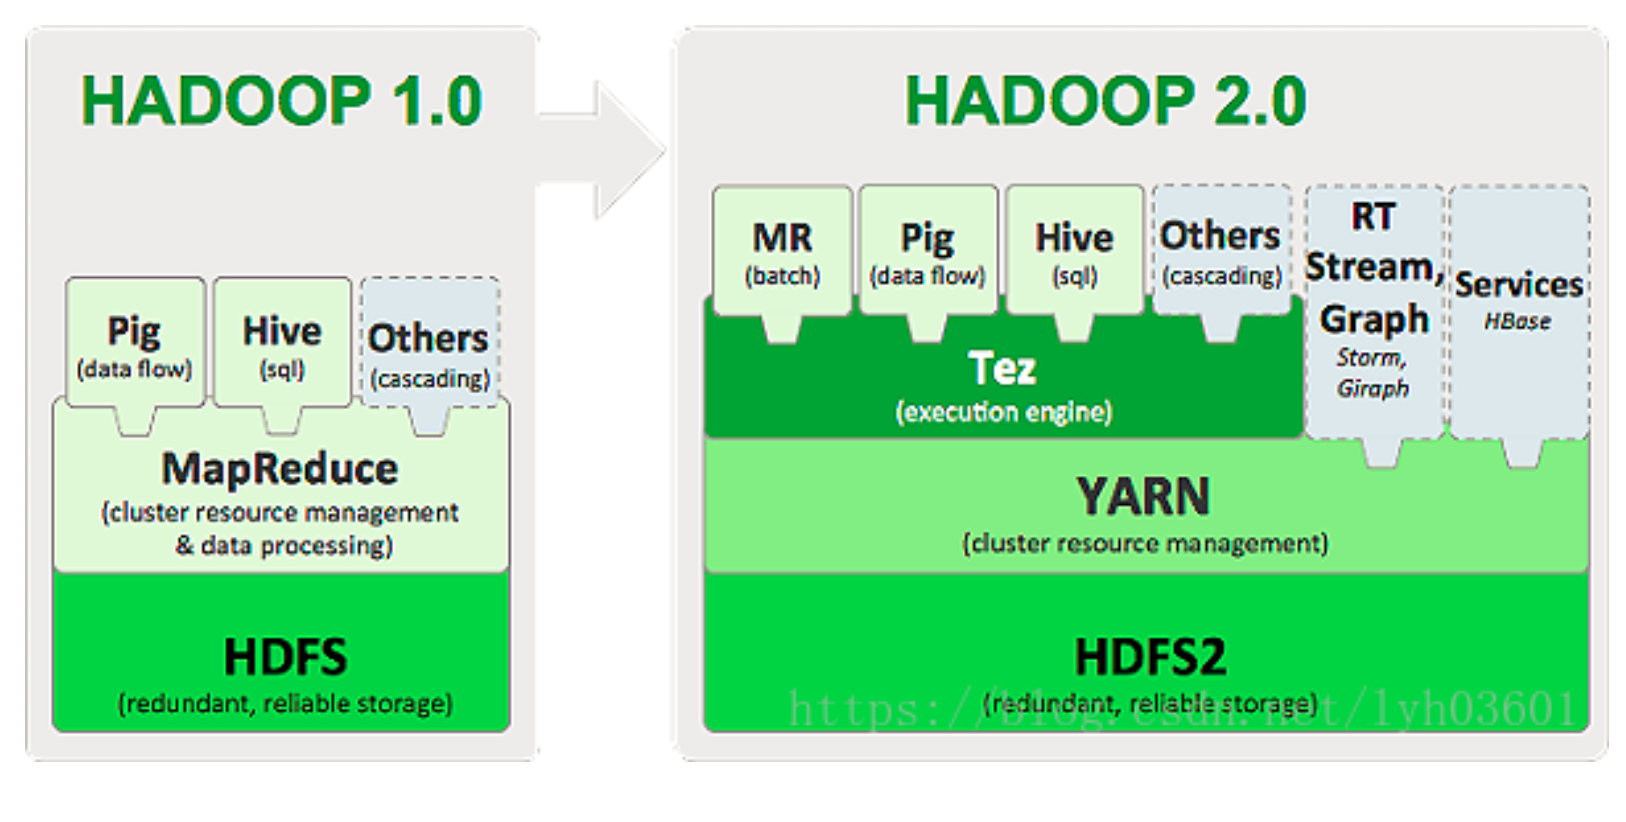 HADOOP 1.0
Pig
(data flow)
Hive
(sql)
Others
(cascading)
MapReduce
(cluster resource management
& data processing)
HDFS
(redundant, reliable storage)
HADOOP 2.0
MR
(batch)
Pig
(data flow)
Hive
(sql)
Others
(cascading)
RT
Stream,
Graph
Storm,
Giraph
Services
HBase
Tez
(execution engine)
YARN
(cluster resource management)
HDFS2
(redundant, reliable storage)
https://blog.csdn.net/lyh03601